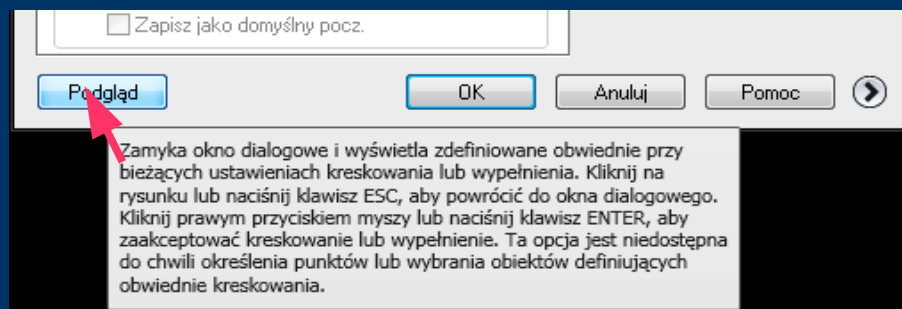 Zapisz jako domyślny pocz.
Podgląd OK Anuluj Pomoc
Zamyka okno dialogowe i wyświetla zdefiniowane obwiednie przy
bieżących ustawieniach kreskowania lub wypełnienia. Kliknij na
rysunku lub naciśnij klawisz ESC, aby powrócić do okna dialogowego.
Kliknij prawym przyciskiem myszy lub naciśnij klawisz ENTER, aby
zaakceptować kreskowanie lub wypełnienie. Ta opcja jest niedostępna
do chwili określenia punktów lub wybrania obiektów definiujących
obwiednie kreskowania.